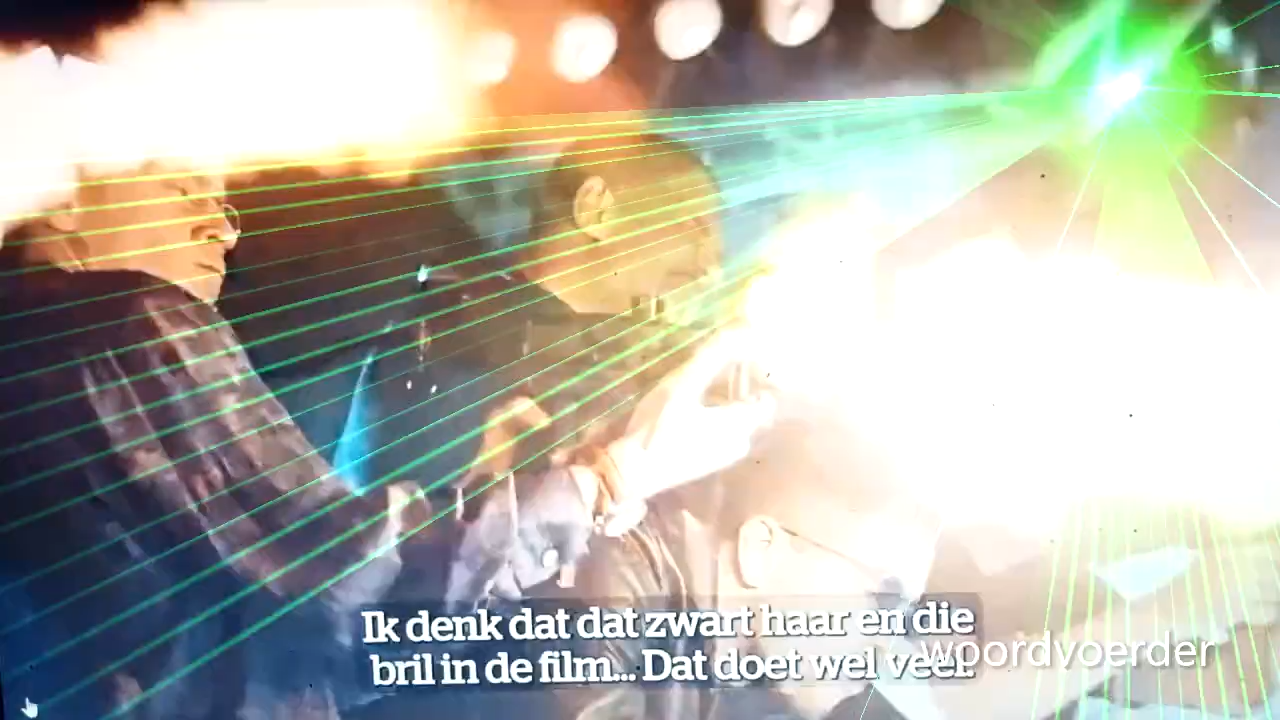 Ik denk dat dat zwart haar en die
bril in de film... Dat doet wel veel.
woordvoerder